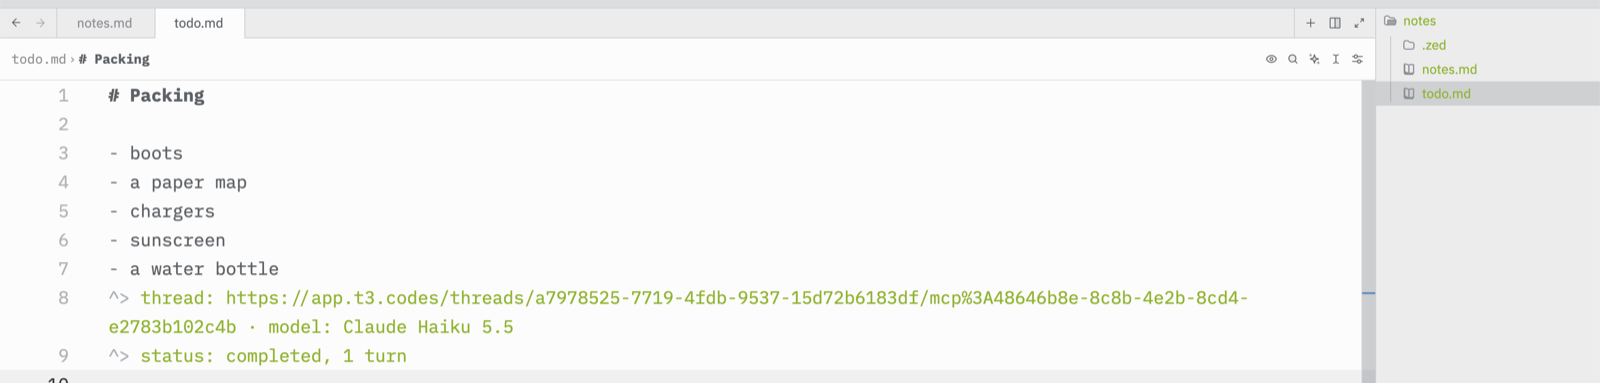 notes.md
todo.md
todo.md › # Packing
1 # Packing
2
3 - boots
4 - a paper map
5 - chargers
6 - sunscreen
7 - a water bottle
8 ^> thread: https://app.t3.codes/threads/a7978525-7719-4fdb-9537-15d72b6183df/mcp%3A48646b8e-8c8b-4e2b-8cd4-
e2783b102c4b · model: Claude Haiku 5.5
9 ^> status: completed, 1 turn
10
notes
.zed
notes.md
todo.md